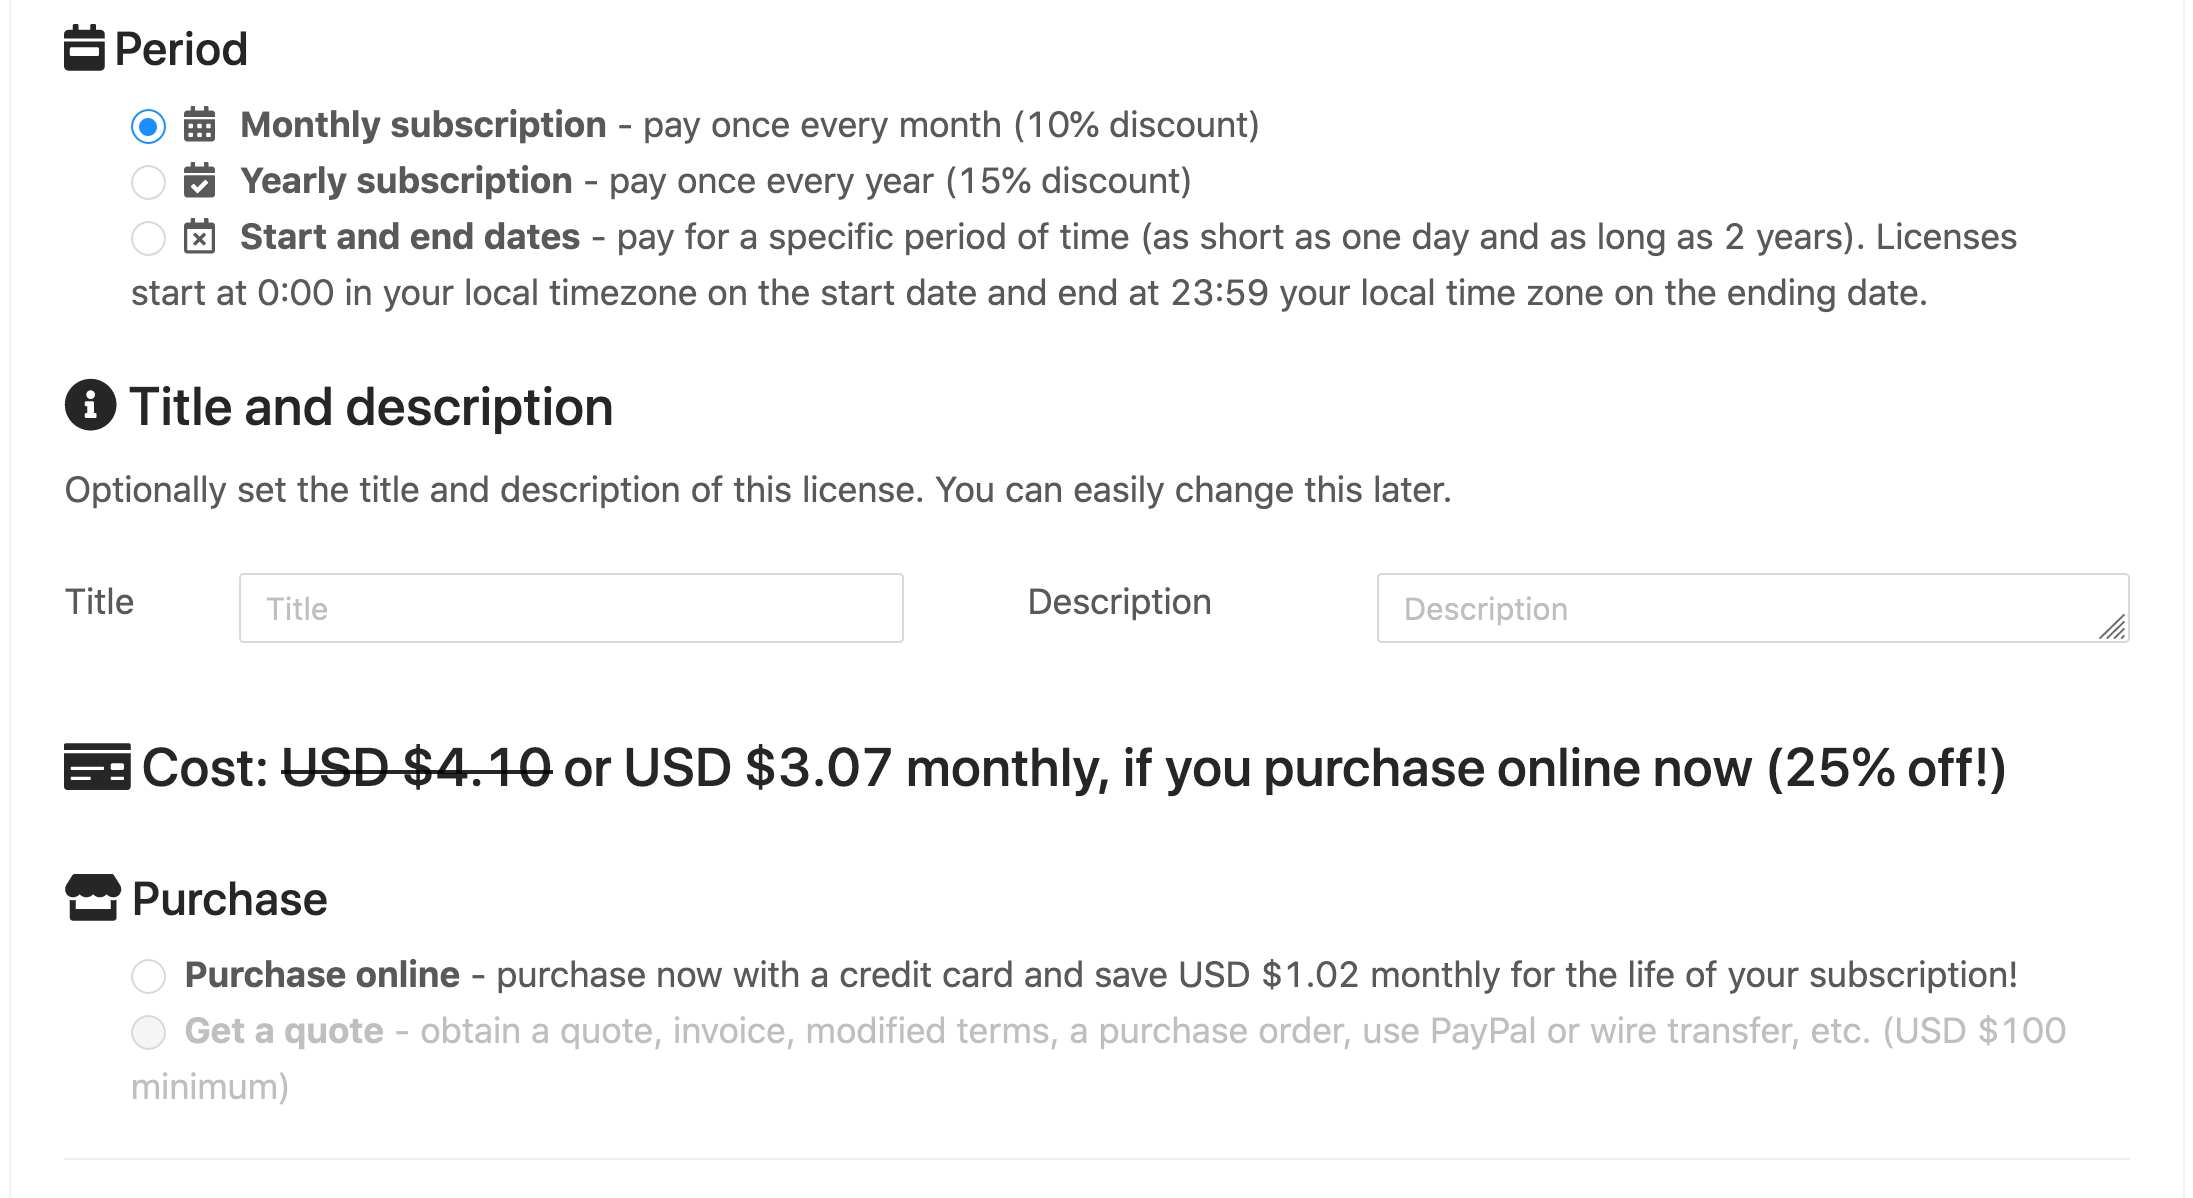 Period
Monthly subscription - pay once every month (10% discount)
Yearly subscription - pay once every year (15% discount)
Start and end dates - pay for a specific period of time (as short as one day and as long as 2 years). Licenses
start at 0:00 in your local timezone on the start date and end at 23:59 your local time zone on the ending date.
Title and description
Optionally set the title and description of this license. You can easily change this later.
Title Title Description Description
Cost: USD $4.10 or USD $3.07 monthly, if you purchase online now (25% off!)
Purchase
Purchase online - purchase now with a credit card and save USD $1.02 monthly for the life of your subscription!
Get a quote - obtain a quote, invoice, modified terms, a purchase order, use PayPal or wire transfer, etc. (USD $100
minimum)